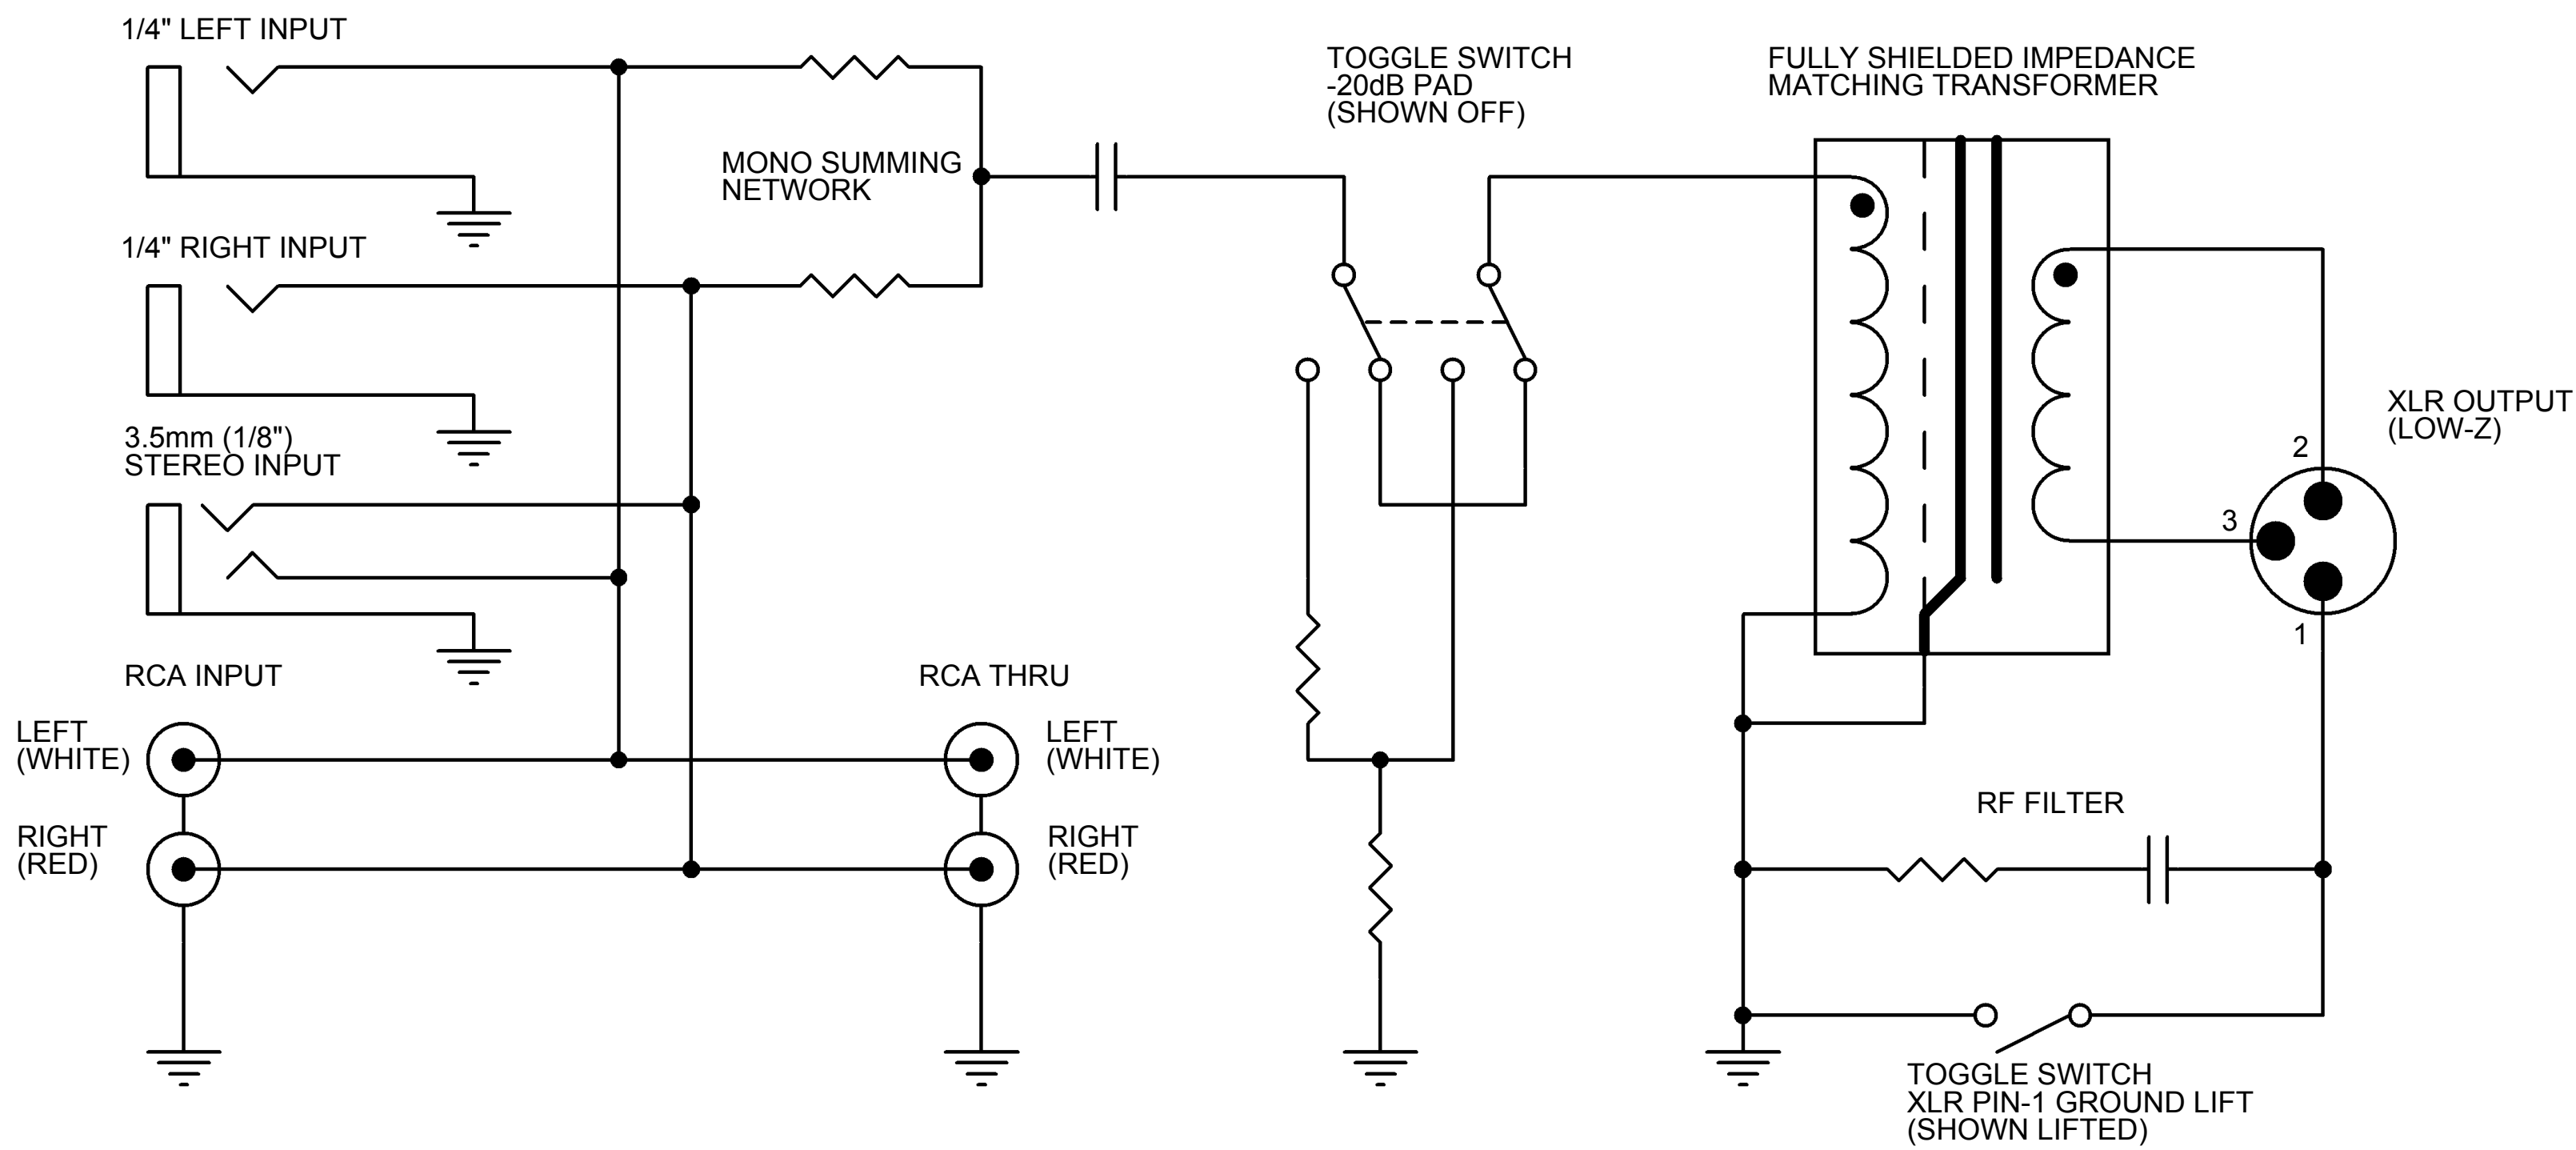 1/4" LEFT INPUT
1/4" RIGHT INPUT
3.5mm (1/8")
STEREO INPUT
RCA INPUT
LEFT
(WHITE)
RIGHT
(RED)
MONO SUMMING
NETWORK
RCA THRU
LEFT
(WHITE)
RIGHT
(RED)
TOGGLE SWITCH
-20dB PAD
(SHOWN OFF)
FULLY SHIELDED IMPEDANCE
MATCHING TRANSFORMER
XLR OUTPUT
(LOW-Z)
2
3
1
RF FILTER
TOGGLE SWITCH
XLR PIN-1 GROUND LIFT
(SHOWN LIFTED)